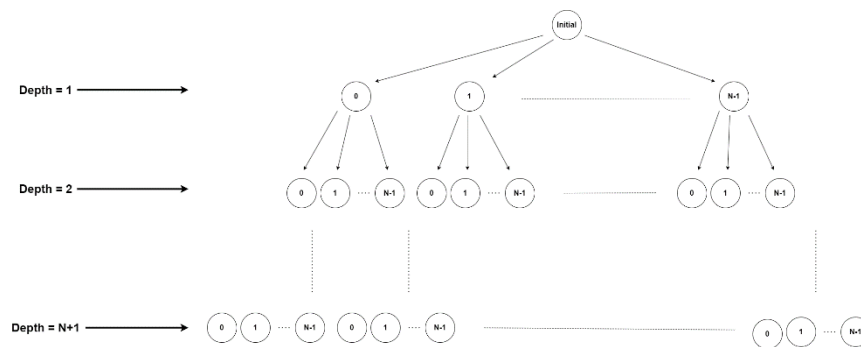 Initial
Depth = 1 0 1 N-1
Depth = 2 0 1 N-1 0 1 N-1 0 1 N-1
Depth = N+1 0 1 N-1 0 1 N-1 0 1 N-1